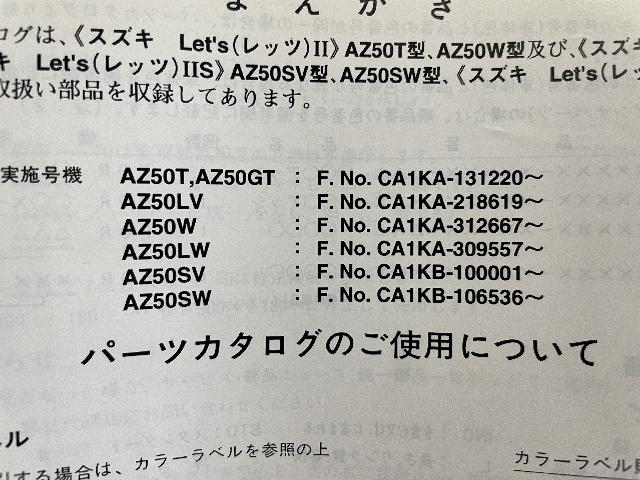 まえがき
ログは、《スズキ Let's（レッツ）II》AZ50T型、AZ50W型及び、《スズ
キ Let's（レッツ）IIS》AZ50SV型、AZ50SW型、《スズキ Let's（レッ
取扱い部品を収録してあります。
実施号機 AZ50T,AZ50GT : F. No. CA1KA-131220〜
AZ50LV : F. No. CA1KA-218619〜
AZ50W : F. No. CA1KA-312667〜
AZ50LW : F. No. CA1KA-309557〜
AZ50SV : F. No. CA1KB-100001〜
AZ50SW : F. No. CA1KB-106536〜
パーツカタログのご使用について
ル
する場合は、カラーラベルを参照の上
カラーラベル